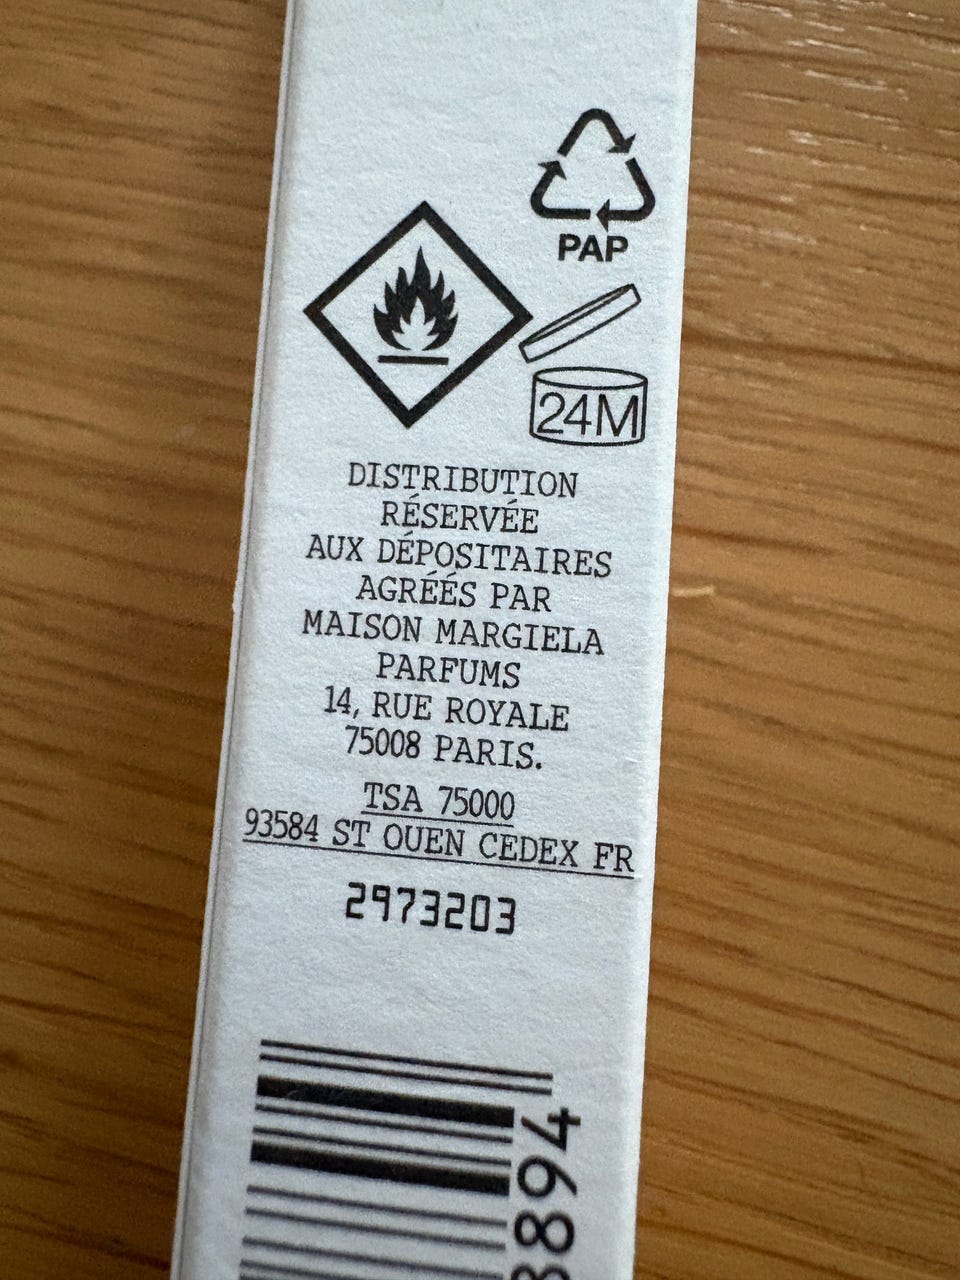 PAP
24M
DISTRIBUTION
RÉSERVÉE
AUX DÉPOSITAIRES
AGRÉÉS PAR
MAISON MARGIELA
PARFUMS
14, RUE ROYALE
75008 PARIS.
TSA 75000
93584 ST OUEN CEDEX FR
2973203
894